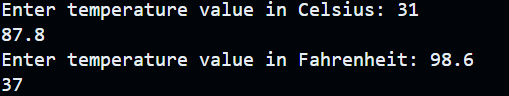 Enter temperature value in Celsius: 31
87.8
Enter temperature value in Fahrenheit: 98.6
37